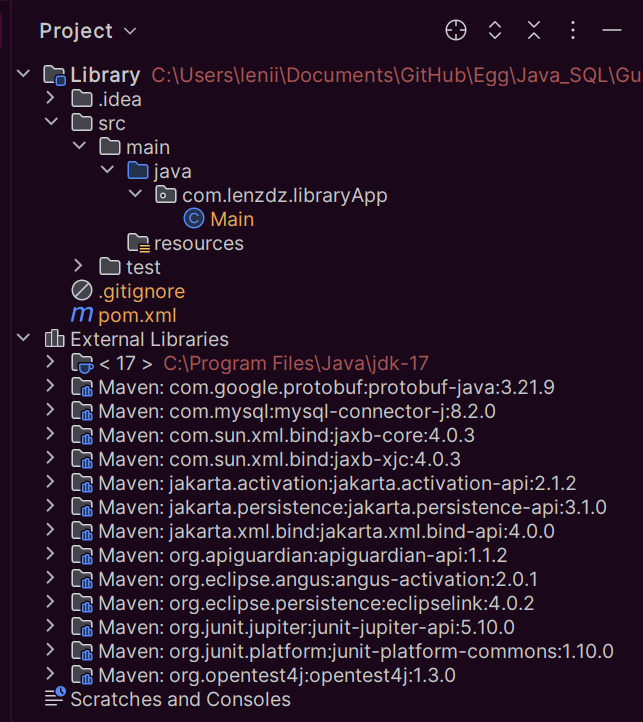 Project
Library C:\Users\lenii\Documents\GitHub\Egg\Java_SQL\Gu
.idea
src
main
java
com.lenzdz.libraryApp
C Main
resources
test
.gitignore
m pom.xml
External Libraries
< 17 > C:\Program Files\Java\jdk-17
Maven: com.google.protobuf:protobuf-java:3.21.9
Maven: com.mysql:mysql-connector-j:8.2.0
Maven: com.sun.xml.bind:jaxb-core:4.0.3
Maven: com.sun.xml.bind:jaxb-xjc:4.0.3
Maven: jakarta.activation:jakarta.activation-api:2.1.2
Maven: jakarta.persistence:jakarta.persistence-api:3.1.0
Maven: jakarta.xml.bind:jakarta.xml.bind-api:4.0.0
Maven: org.apiguardian:apiguardian-api:1.1.2
Maven: org.eclipse.angus:angus-activation:2.0.1
Maven: org.eclipse.persistence:eclipselink:4.0.2
Maven: org.junit.jupiter:junit-jupiter-api:5.10.0
Maven: org.junit.platform:junit-platform-commons:1.10.0
Maven: org.opentest4j:opentest4j:1.3.0
Scratches and Consoles